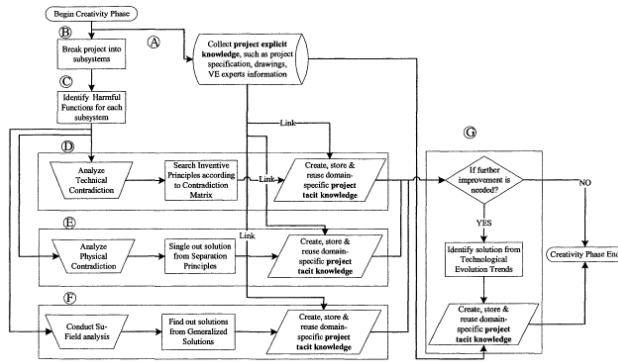 Begin Creativity Phase
B
A
Break project into
subsystems
Collect project explicit
knowledge, such as project
specification, drawings,
VE experts information
C
Identify Harmful
Functions for each
subsystem
Link
G
D
Analyze
Technical
Contradiction
Search Inventive
Principles according
to Contradiction
Matrix
Link
Create, store &
reuse domain-
specific project
tacit knowledge
If further
improvement is
needed?
NO
YES
E
Link
Analyze
Physical
Contradiction
Single out solution
from Separation
Principles
Create, store &
reuse domain-
specific project
tacit knowledge
Identify solution from
Technological
Evolution Trends
Creativity Phase End
F
Conduct Su-
Field analysis
Find out solutions
from Generalized
Solutions
Create, store &
reuse domain-
specific project
tacit knowledge
Create, store &
reuse domain-
specific project
tacit knowledge